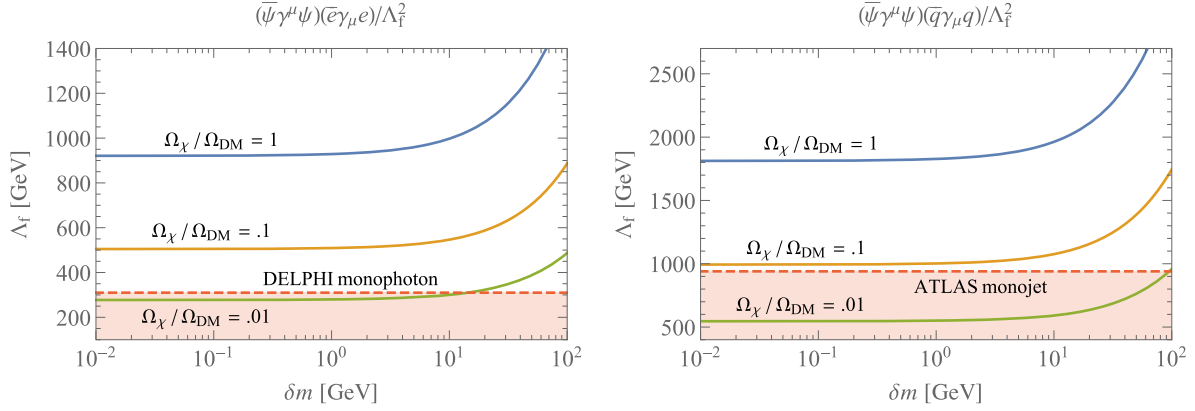 (ψ̄γ^μψ)(ēγ_μe)/Λ_f^2
1400
1200
1000
800
600
400
200
Λ_f [GeV]
Ω_χ/Ω_DM = 1
Ω_χ/Ω_DM = .1
DELPHI monophoton
Ω_χ/Ω_DM = .01
10^−2 10^−1 10^0 10^1 10^2
δm [GeV]
(ψ̄γ^μψ)(q̄γ_μq)/Λ_f^2
2500
2000
1500
1000
500
Λ_f [GeV]
Ω_χ/Ω_DM = 1
Ω_χ/Ω_DM = .1
ATLAS monojet
Ω_χ/Ω_DM = .01
10^−2 10^−1 10^0 10^1 10^2
δm [GeV]